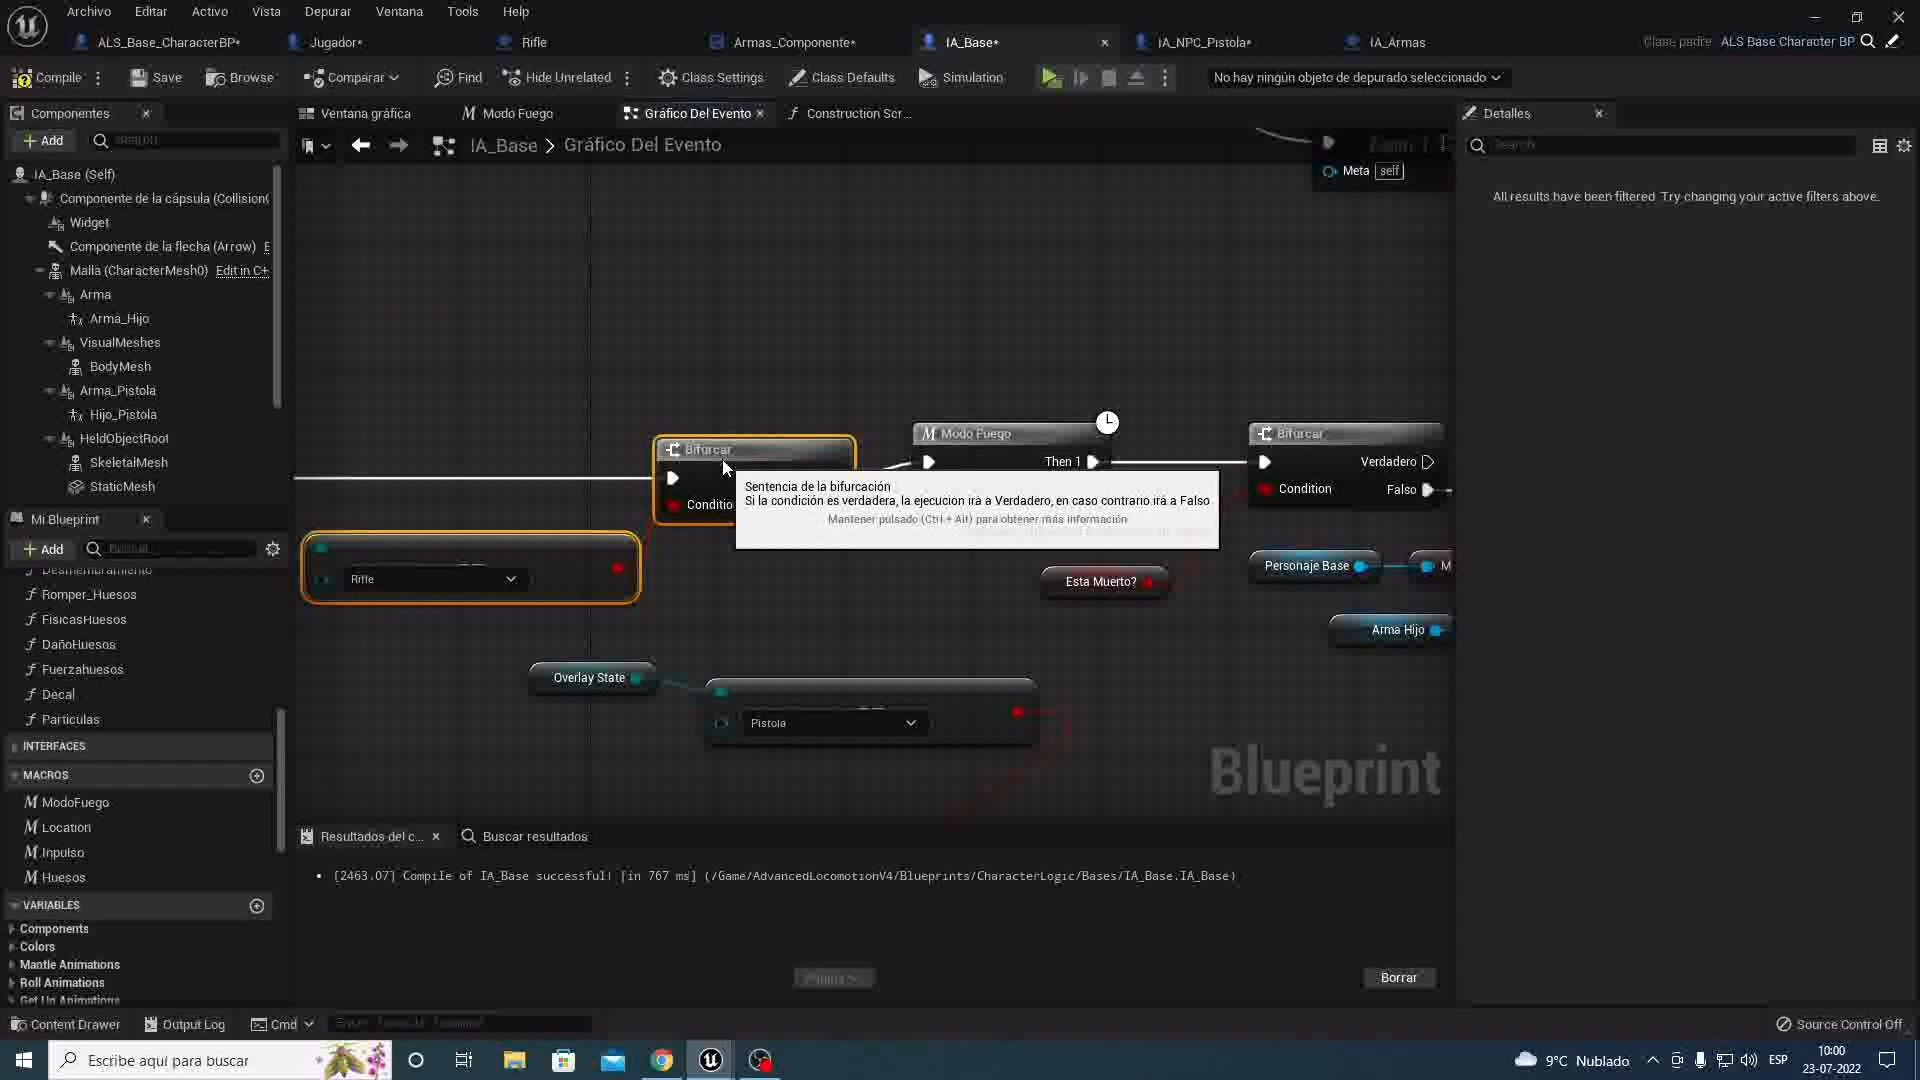 Archivo Editar Activo Vista Depurar Ventana Tools Help
ALS_Base_CharacterBP* Jugador* Rifle Armas_Componente* IA_Base* IA_NPC_Pistola* IA_Armas
Clase padre ALS Base Character BP
Compile Save Browse Comparar Find Hide Unrelated Class Settings Class Defaults Simulation No hay ningún objeto de depurado seleccionado
Componentes Ventana gráfica Modo Fuego Gráfico Del Evento Construction Scr... Detalles
Add
IA_Base > Gráfico Del Evento
Search
IA_Base (Self)
Componente de la cápsula (Collision
Widget
Componente de la flecha (Arrow) E
Malla (CharacterMesh0) Edit in C+
Arma
Arma_Hijo
VisualMeshes
BodyMesh
Arma_Pistola
Hijo_Pistola
HeldObjectRoot
SkeletalMesh
StaticMesh
Meta self
All results have been filtered. Try changing your active filters above.
Bifurcar
Condition
Modo Fuego
Then 1
Bifurcar
Verdadero
Condition Falso
Sentencia de la bifurcación
Si la condición es verdadera, la ejecución irá a Verdadero, en caso contrario irá a Falso
Mantener pulsado (Ctrl + Alt) para obtener más información
Rifle
Esta Muerto?
Personaje Base
M
Arma Hijo
Overlay State
Pistola
Blueprint
Mi Blueprint
Add
Desmembramiento
Romper_Huesos
FisicasHuesos
DañoHuesos
Fuerzahuesos
Decal
Particulas
INTERFACES
MACROS
ModoFuego
Location
Inpulso
Huesos
VARIABLES
Components
Colors
Mantle Animations
Roll Animations
Get Up Animations
Resultados del c... Buscar resultados
[2463.07] Compile of IA_Base successful! [in 767 ms] (/Game/AdvancedLocomotionV4/Blueprints/CharacterLogic/Bases/IA_Base.IA_Base)
Borrar
Content Drawer Output Log Cmd Source Control Off
Escribe aquí para buscar
9°C Nublado ESP
10:00
23-07-2022